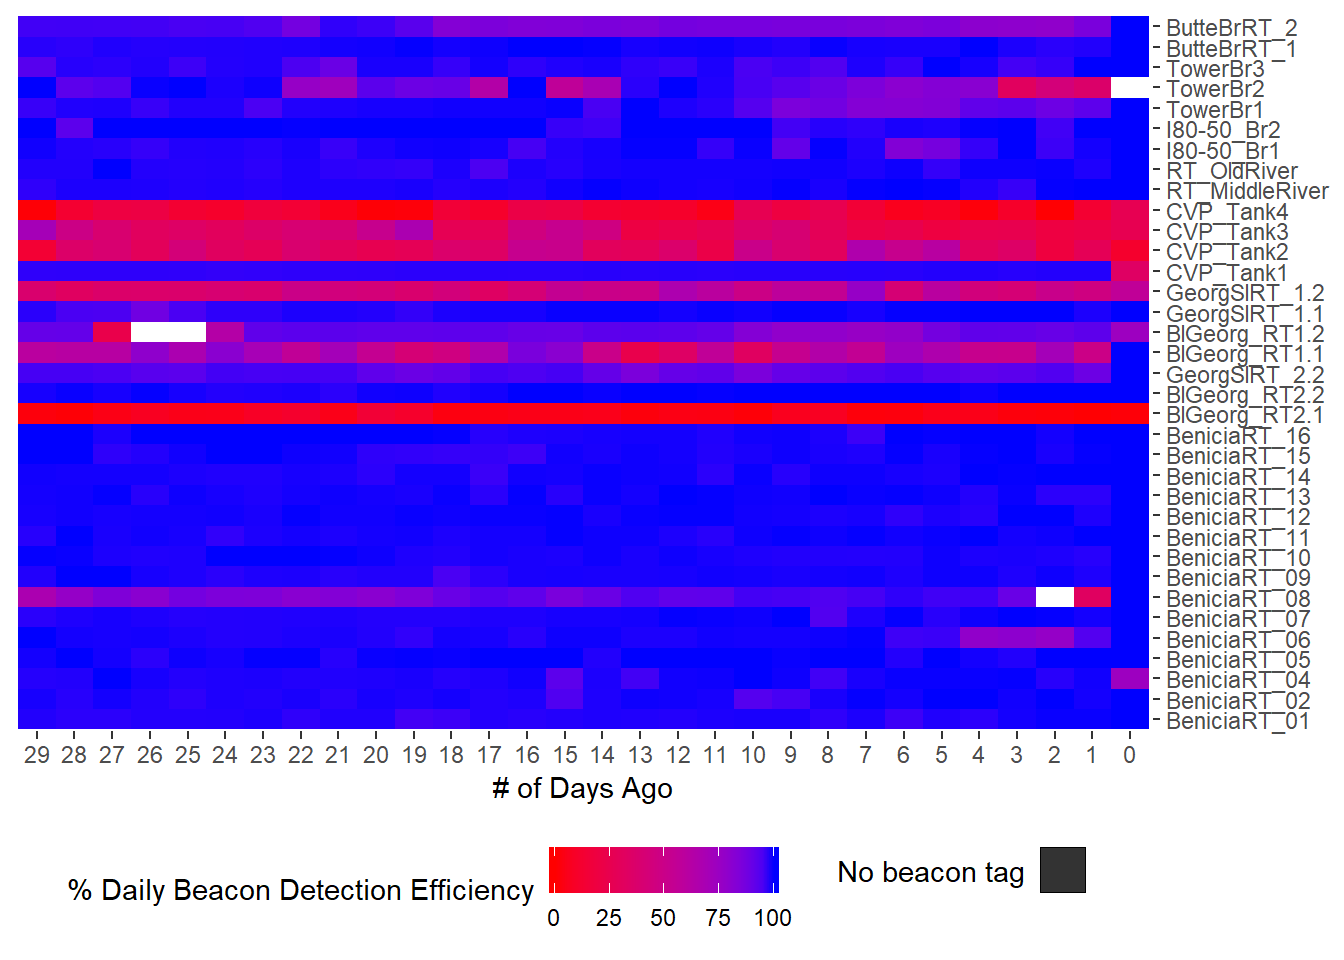 ButteBrRT_2
ButteBrRT_1
TowerBr3
TowerBr2
TowerBr1
I80-50_Br2
I80-50_Br1
RT_OldRiver
RT_MiddleRiver
CVP_Tank4
CVP_Tank3
CVP_Tank2
CVP_Tank1
GeorgSlRT_1.2
GeorgSlRT_1.1
BlGeorg_RT1.2
BlGeorg_RT1.1
GeorgSlRT_2.2
BlGeorg_RT2.2
BlGeorg_RT2.1
BeniciaRT_16
BeniciaRT_15
BeniciaRT_14
BeniciaRT_13
BeniciaRT_12
BeniciaRT_11
BeniciaRT_10
BeniciaRT_09
BeniciaRT_08
BeniciaRT_07
BeniciaRT_06
BeniciaRT_05
BeniciaRT_04
BeniciaRT_02
BeniciaRT_01
29 28 27 26 25 24 23 22 21 20 19 18 17 16 15 14 13 12 11 10 9 8 7 6 5 4 3 2 1 0
# of Days Ago
% Daily Beacon Detection Efficiency
0 25 50 75 100
No beacon tag